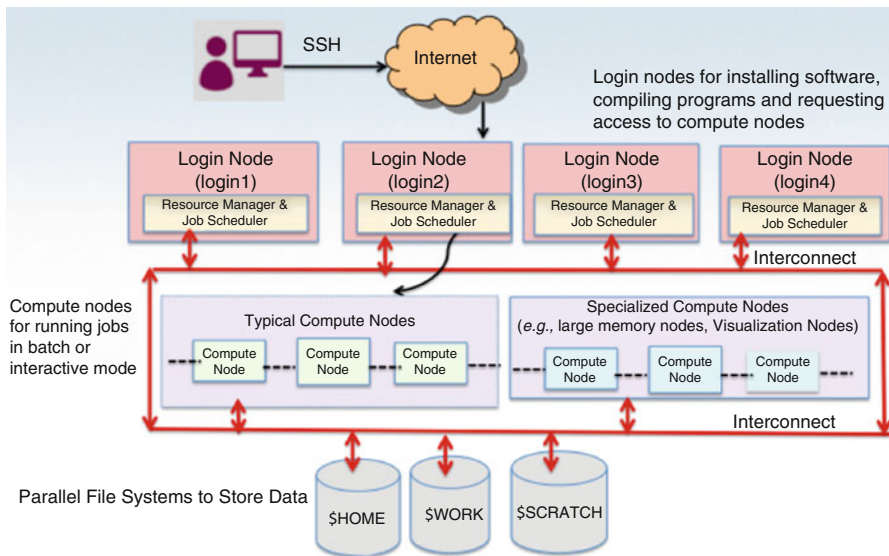 SSH
Internet
Login nodes for installing software,
compiling programs and requesting
access to compute nodes
Login Node
(login1)
Resource Manager &
Job Scheduler
Login Node
(login2)
Resource Manager &
Job Scheduler
Login Node
(login3)
Resource Manager &
Job Scheduler
Login Node
(login4)
Resource Manager &
Job Scheduler
Interconnect
Compute nodes
for running jobs
in batch or
interactive mode
Typical Compute Nodes
Compute
Node
Compute
Node
Compute
Node
Specialized Compute Nodes
(e.g., large memory nodes, Visualization Nodes)
Compute
Node
Compute
Node
Compute
Node
Interconnect
Parallel File Systems to Store Data
$HOME
$WORK
$SCRATCH